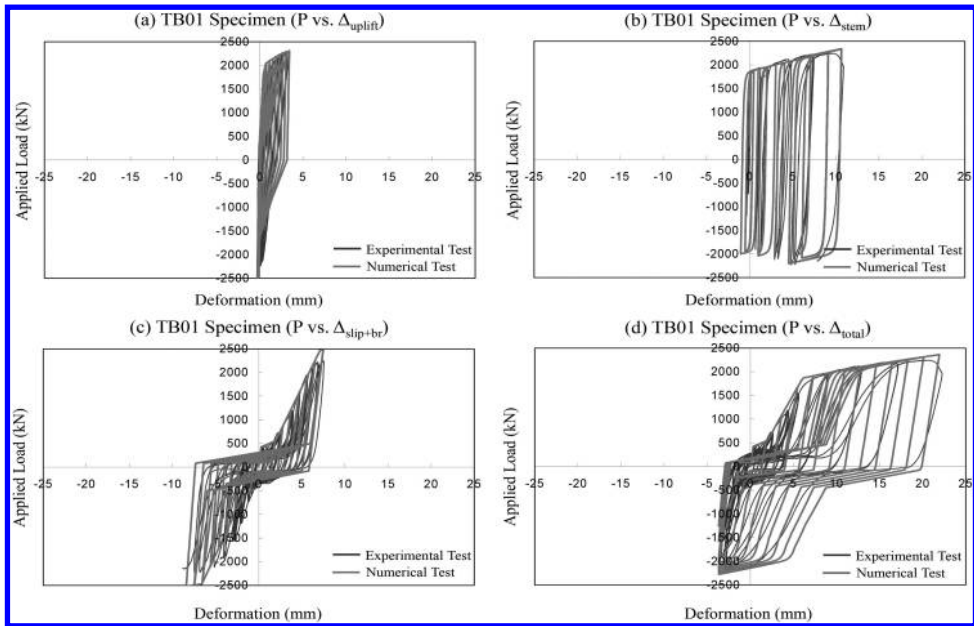 (a) TB01 Specimen (P vs. Δuplift)
Applied Load (kN)
2500
2000
1500
1000
500
0
-500
-1000
-1500
-2000
-2500
-25 -20 -15 -10 -5 0 5 10 15 20 25
Experimental Test
Numerical Test
Deformation (mm)
(b) TB01 Specimen (P vs. Δstem)
Applied Load (kN)
2500
2000
1500
1000
500
0
-500
-1000
-1500
-2000
-2500
-25 -20 -15 -10 -5 0 5 10 15 20 25
Experimental Test
Numerical Test
Deformation (mm)
(c) TB01 Specimen (P vs. Δslip+br)
Applied Load (kN)
2500
2000
1500
1000
500
0
-500
-1000
-1500
-2000
-2500
-25 -20 -15 -10 -5 0 5 10 15 20 25
Experimental Test
Numerical Test
Deformation (mm)
(d) TB01 Specimen (P vs. Δtotal)
Applied Load (kN)
2500
2000
1500
1000
500
0
-500
-1000
-1500
-2000
-2500
-25 -20 -15 -10 -5 0 5 10 15 20 25
Experimental Test
Numerical Test
Deformation (mm)